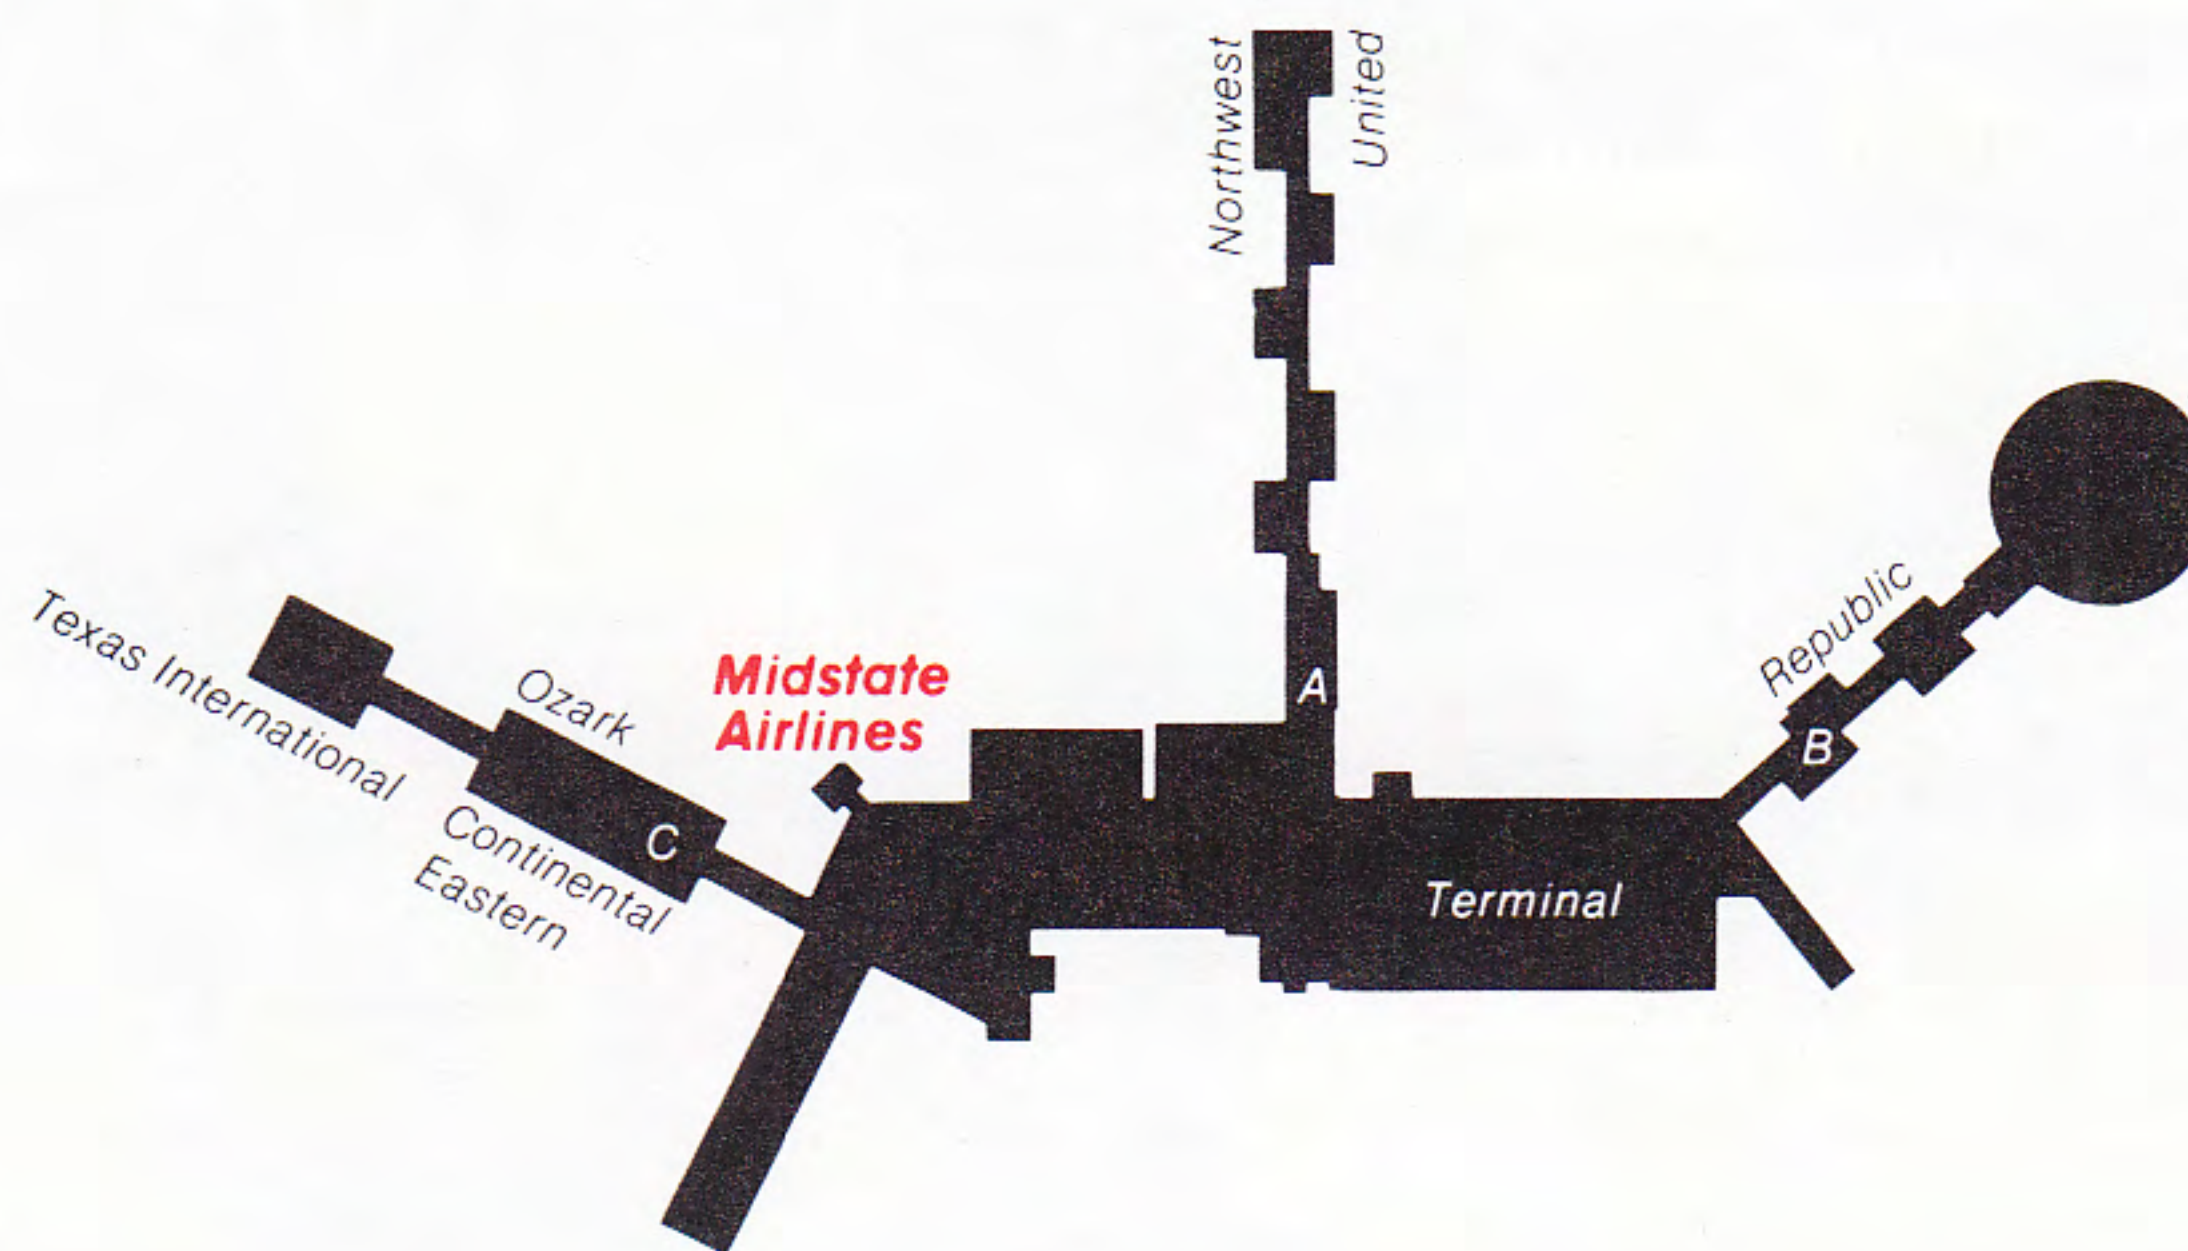 Northwest
United
Republic
Texas International
Ozark
Midstate
Airlines
A
B
C
Continental
Eastern
Terminal